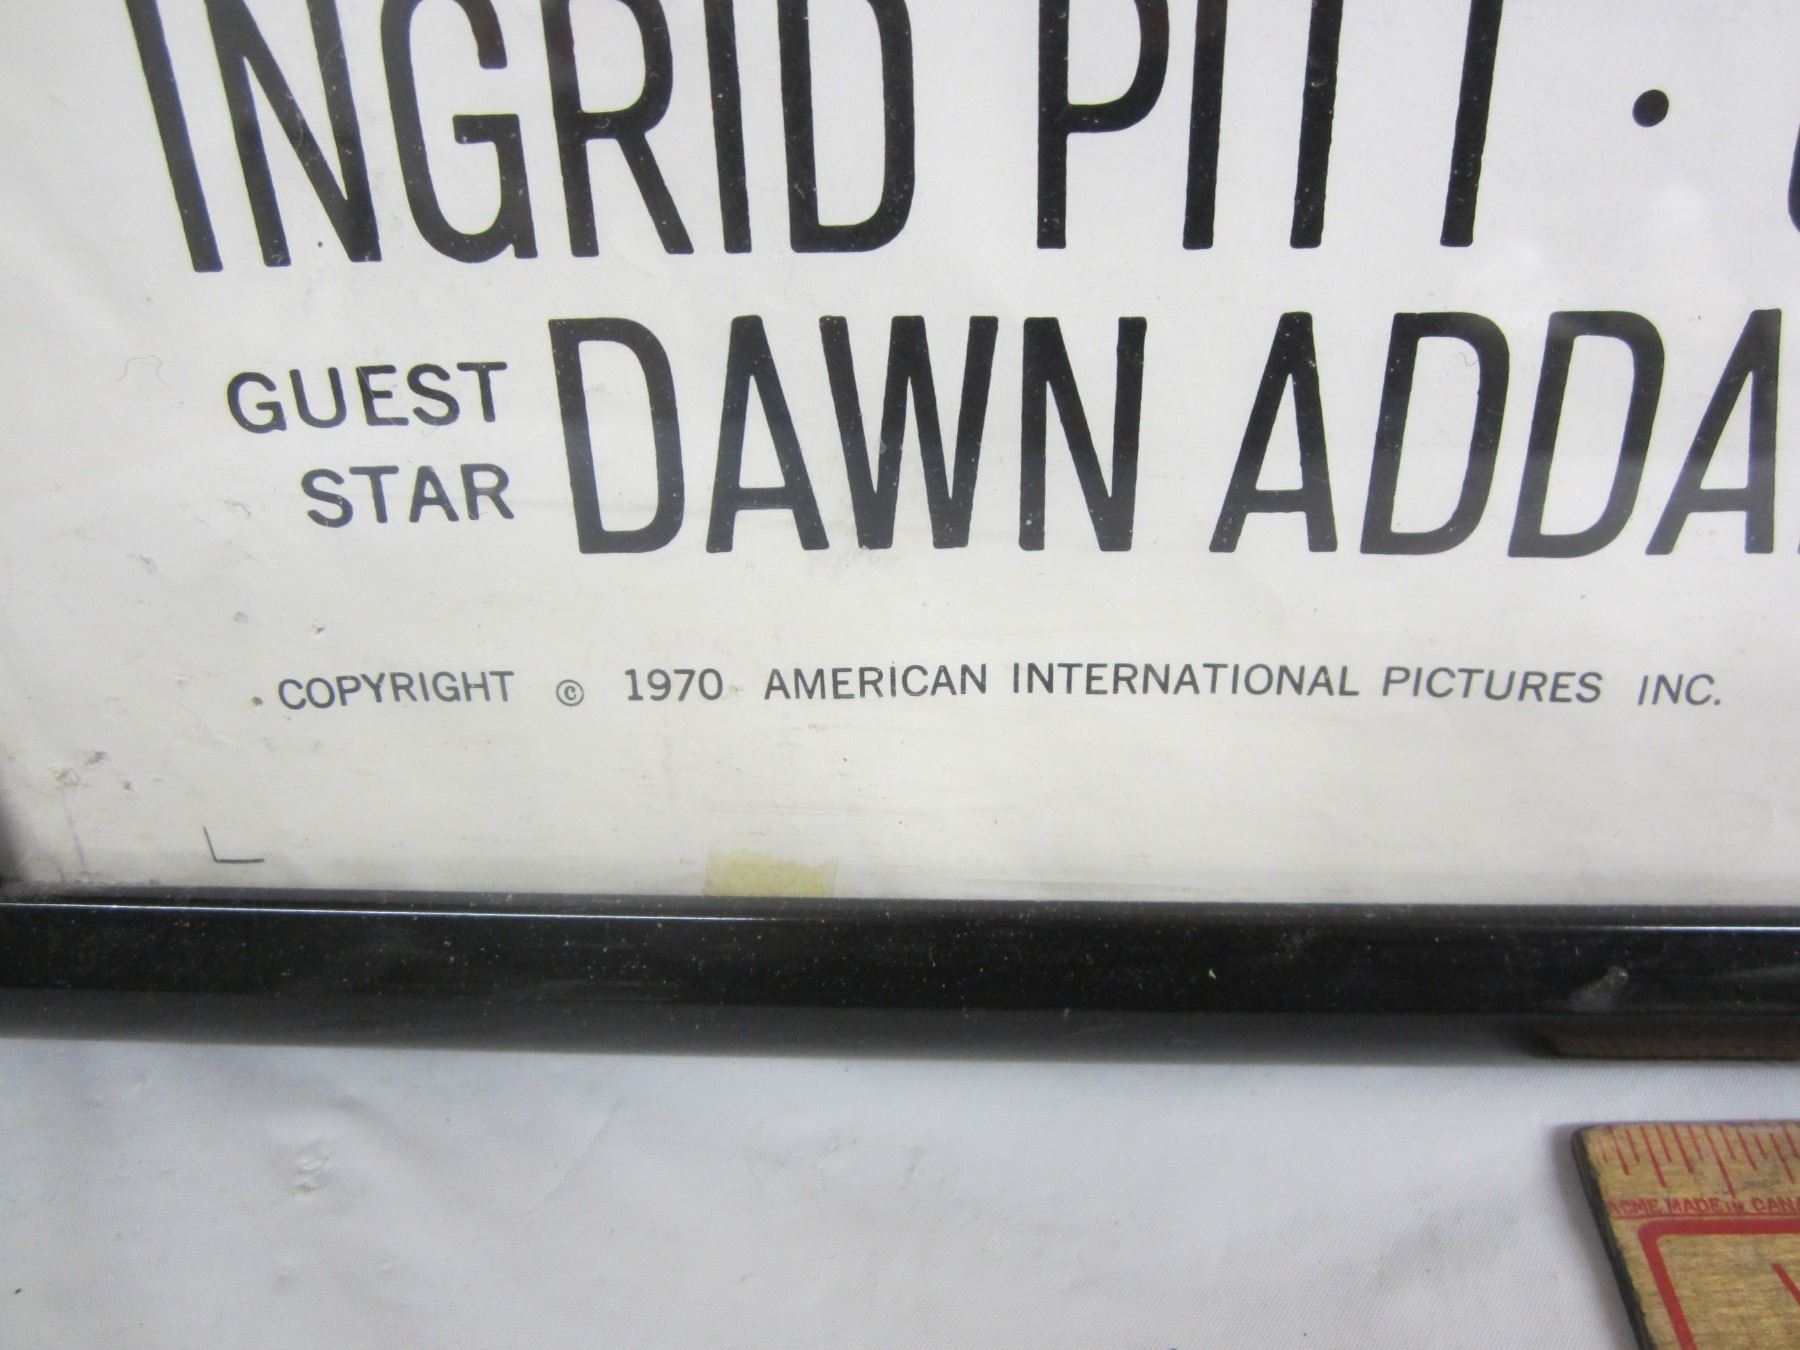 INGRID PITT ·
GUEST
STAR
DAWN ADDA
COPYRIGHT © 1970 AMERICAN INTERNATIONAL PICTURES INC.
ACME MADE IN CANA